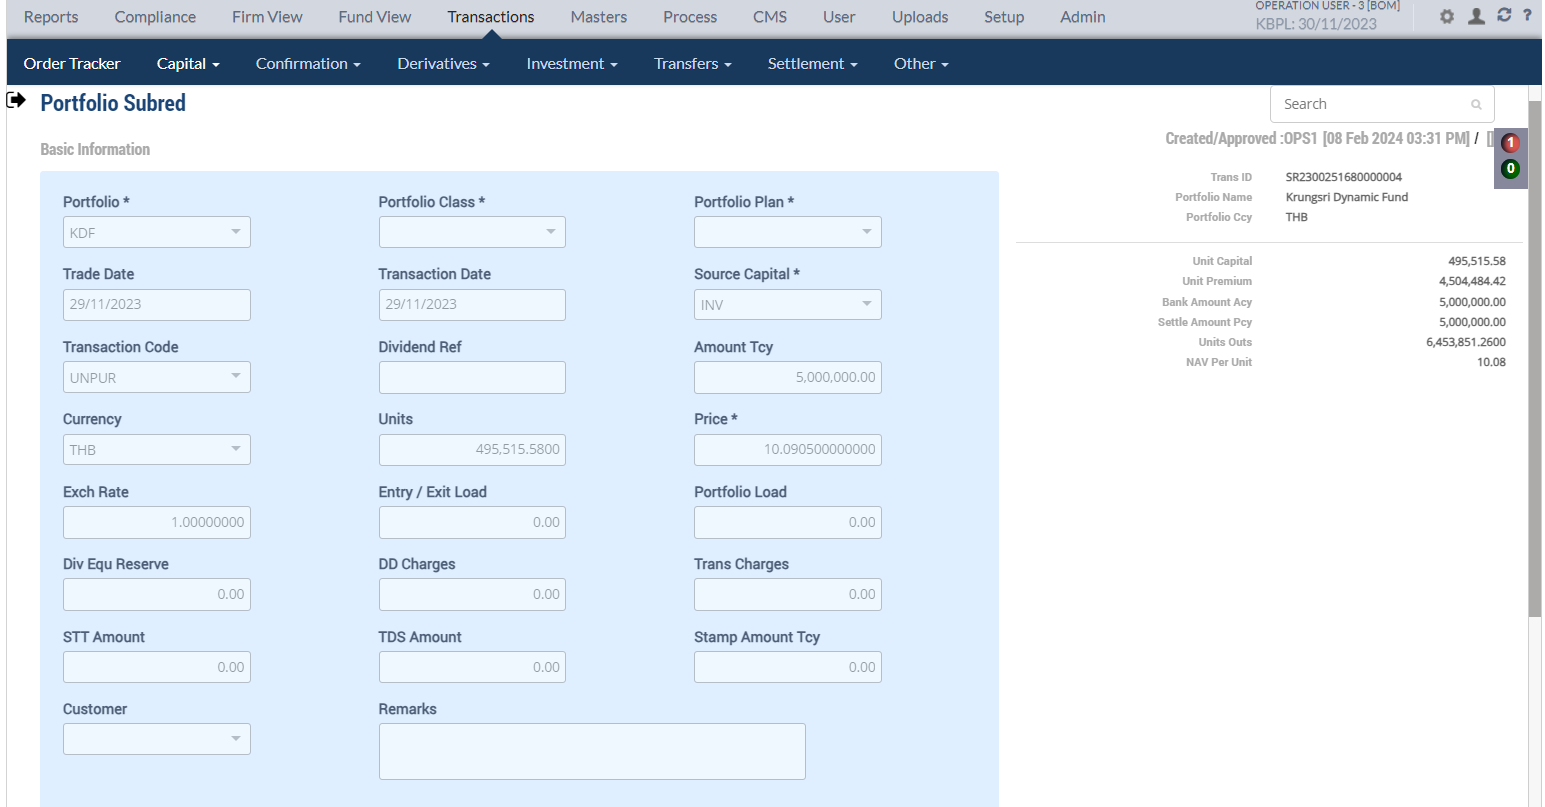 Reports Compliance Firm View Fund View Transactions Masters Process CMS User Uploads Setup Admin
OPERATION USER - 3 [BOM]
KBPL: 30/11/2023
?
Order Tracker Capital Confirmation Derivatives Investment Transfers Settlement Other
Portfolio Subred
Search
Created/Approved :OPS1 [08 Feb 2024 03:31 PM] / []
1
0
Basic Information
Portfolio * Portfolio Class * Portfolio Plan *
KDF
Trade Date Transaction Date Source Capital *
29/11/2023 29/11/2023 INV
Transaction Code Dividend Ref Amount Tcy
UNPUR 5,000,000.00
Currency Units Price *
THB 495,515.5800 10.090500000000
Exch Rate Entry / Exit Load Portfolio Load
1.00000000 0.00 0.00
Div Equ Reserve DD Charges Trans Charges
0.00 0.00 0.00
STT Amount TDS Amount Stamp Amount Tcy
0.00 0.00 0.00
Customer Remarks
Trans ID SR2300251680000004
Portfolio Name Krungsri Dynamic Fund
Portfolio Ccy THB
Unit Capital 495,515.58
Unit Premium 4,504,484.42
Bank Amount Acy 5,000,000.00
Settle Amount Pcy 5,000,000.00
Units Outs 6,453,851.2600
NAV Per Unit 10.08